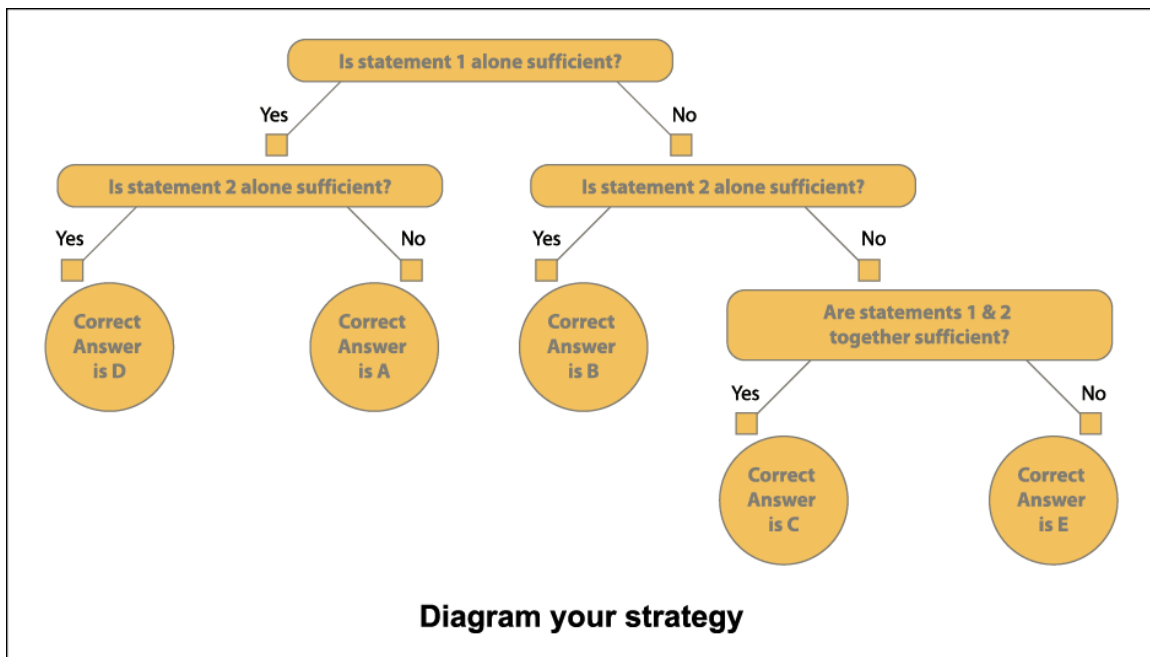 Is statement 1 alone sufficient?
Yes
No
Is statement 2 alone sufficient?
Is statement 2 alone sufficient?
Yes
No
Yes
No
Correct
Answer
is D
Correct
Answer
is A
Correct
Answer
is B
Are statements 1 & 2
together sufficient?
Yes
No
Correct
Answer
is C
Correct
Answer
is E
Diagram your strategy